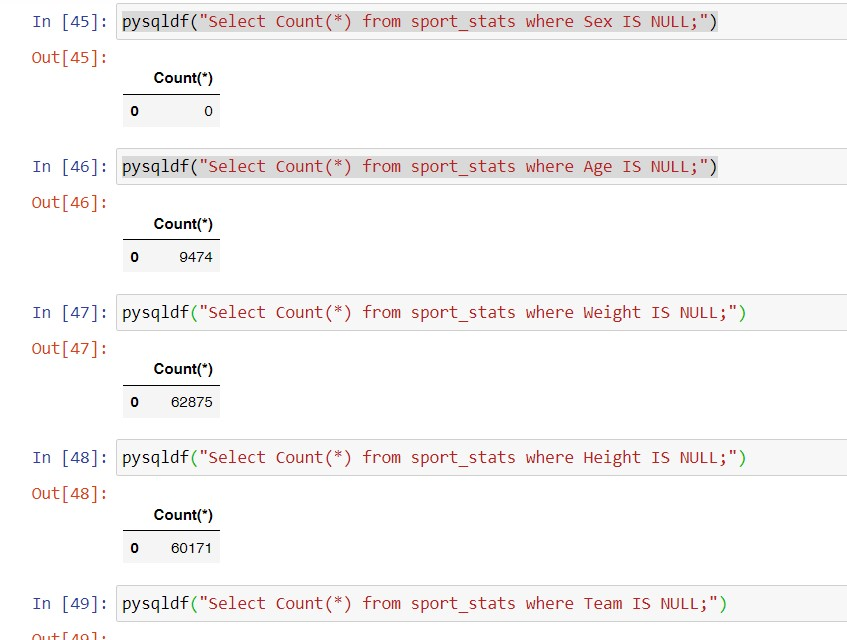 In [45]: pysqldf("Select Count(*) from sport_stats where Sex IS NULL;")
Out[45]:
Count(*)
0 0
In [46]: pysqldf("Select Count(*) from sport_stats where Age IS NULL;")
Out[46]:
Count(*)
0 9474
In [47]: pysqldf("Select Count(*) from sport_stats where Weight IS NULL;")
Out[47]:
Count(*)
0 62875
In [48]: pysqldf("Select Count(*) from sport_stats where Height IS NULL;")
Out[48]:
Count(*)
0 60171
In [49]: pysqldf("Select Count(*) from sport_stats where Team IS NULL;")
Out[49]: